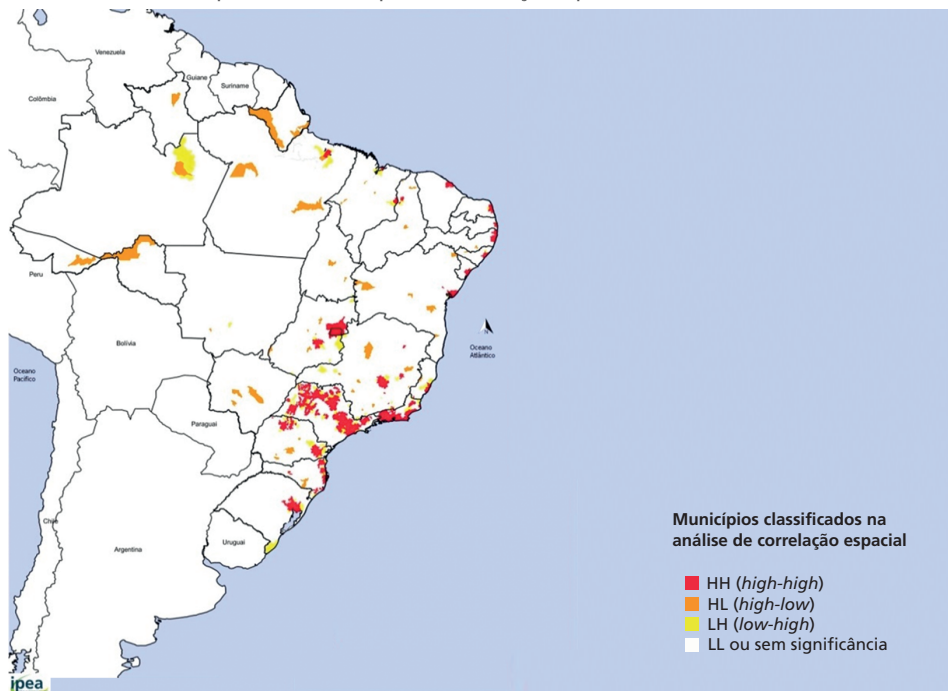 Venezuela
Guiane
Suriname
Colômbia
Peru
Bolívia
Oceano
Pacífico
Oceano
Atlântico
Paraguai
Chile
Argentina
Uruguai
N
Municípios classificados na
análise de correlação espacial
HH (high-high)
HL (high-low)
LH (low-high)
LL ou sem significância
ipea